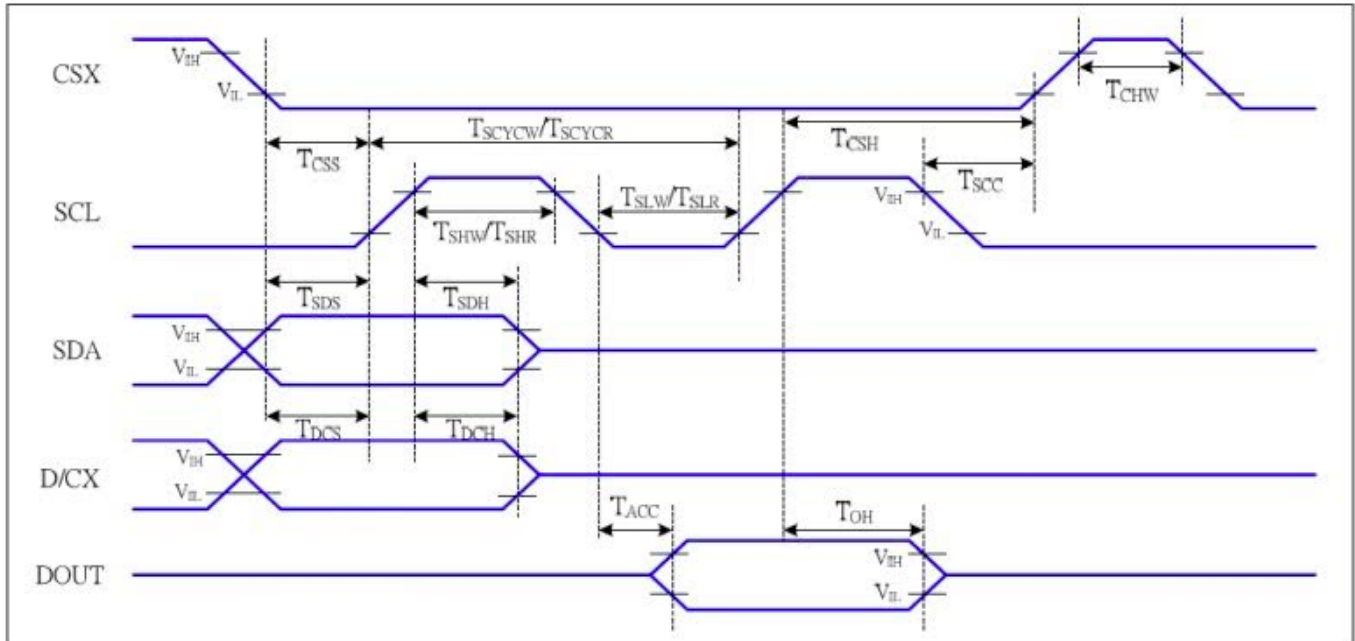 CSX
VIH
VIL
TCHW
TSCYCW/TSCYCR
TCSS
TCSH
TSCC
SCL
TSLW/TSLR
VIH
TSHW/TSHR
VIL
TSDS
TSDH
SDA
VIH
VIL
TDCS
TDCH
D/CX
VIH
VIL
TACC
TOH
DOUT
VIH
VIL